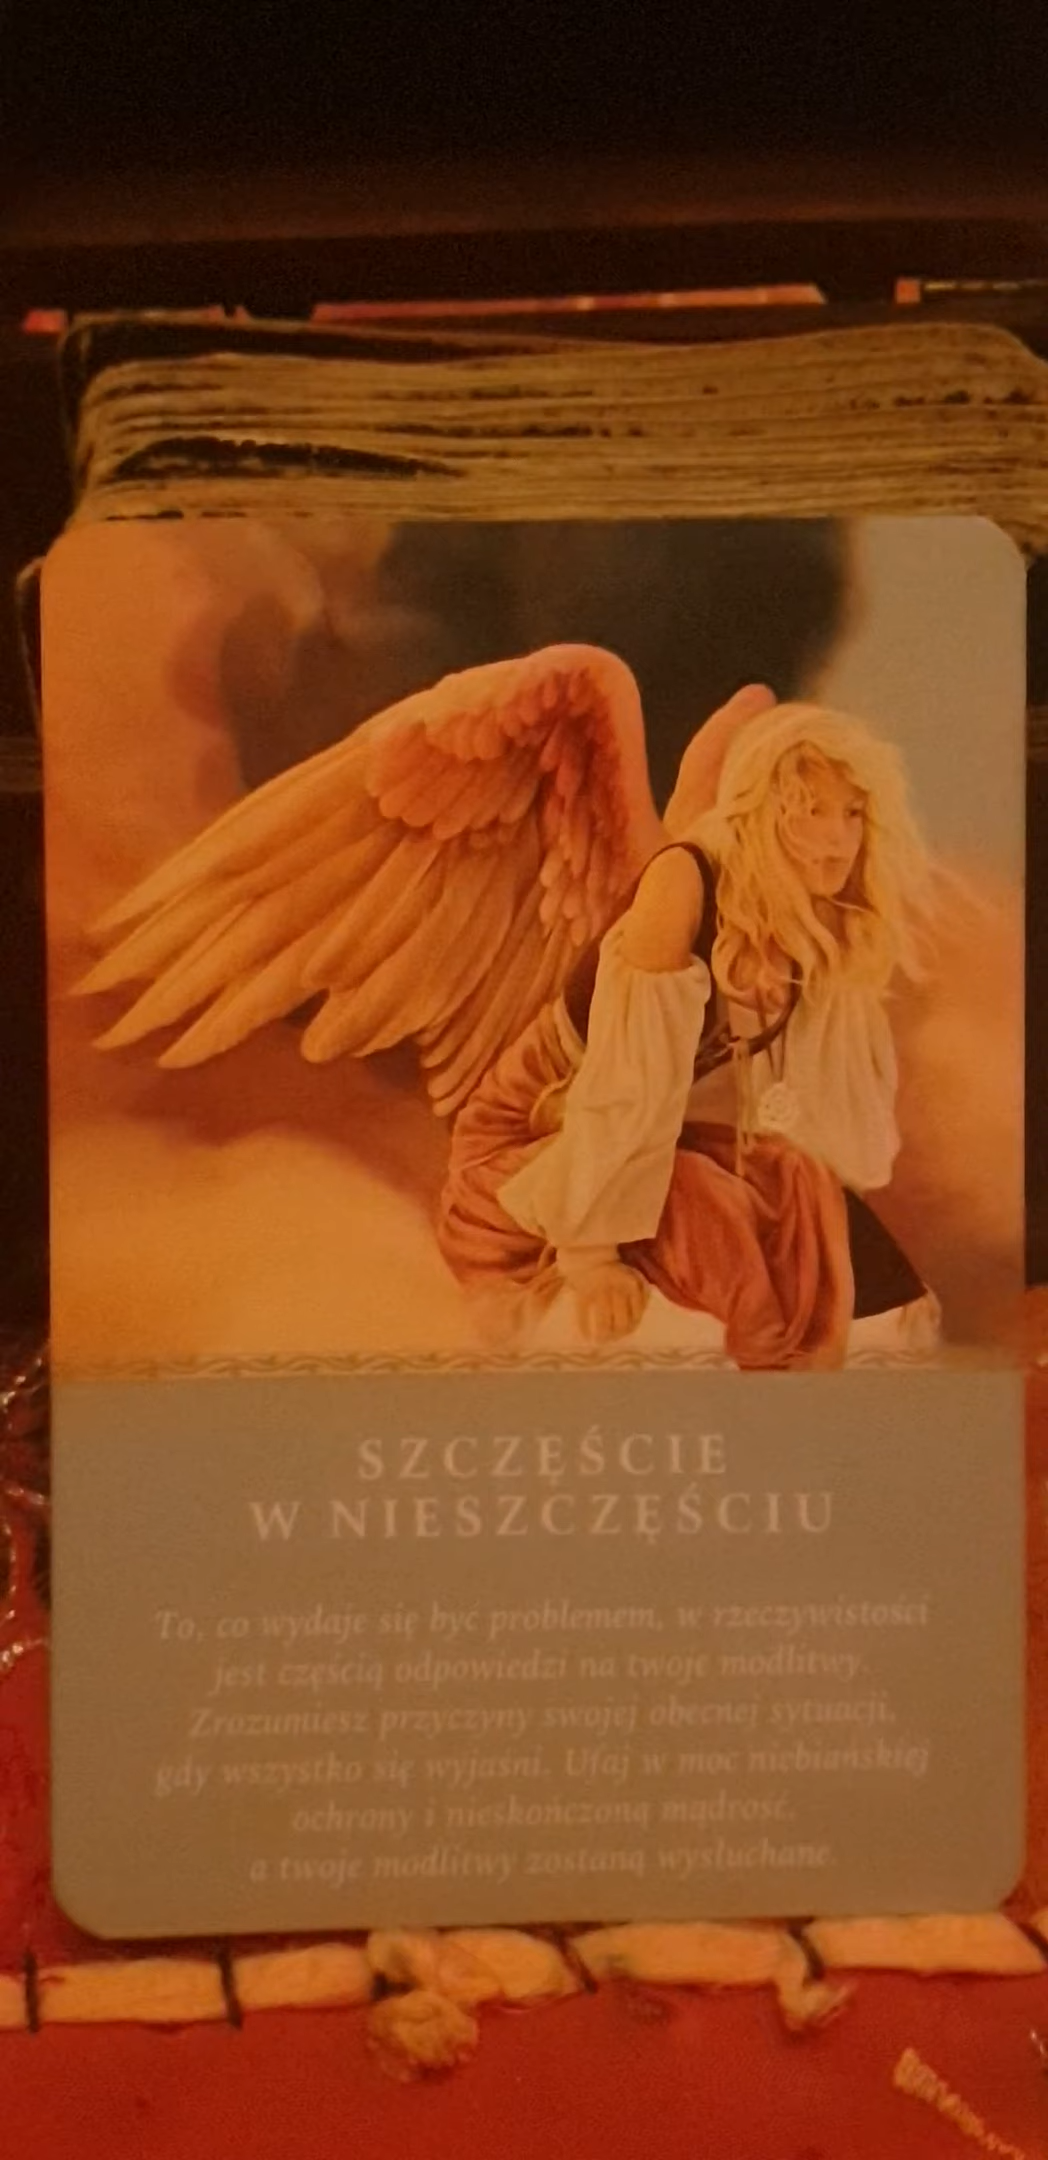 SZCZĘŚCIE
W NIESZCZĘŚCIU
To, co wydaje się być problemem, w rzeczywistości
jest częścią odpowiedzi na twoje modlitwy.
Zrozumiesz przyczyny swojej obecnej sytuacji,
gdy wszystko się wyjaśni. Ufaj w moc niebiańskiej
ochrony i nieskończoną mądrość,
a twoje modlitwy zostaną wysłuchane.